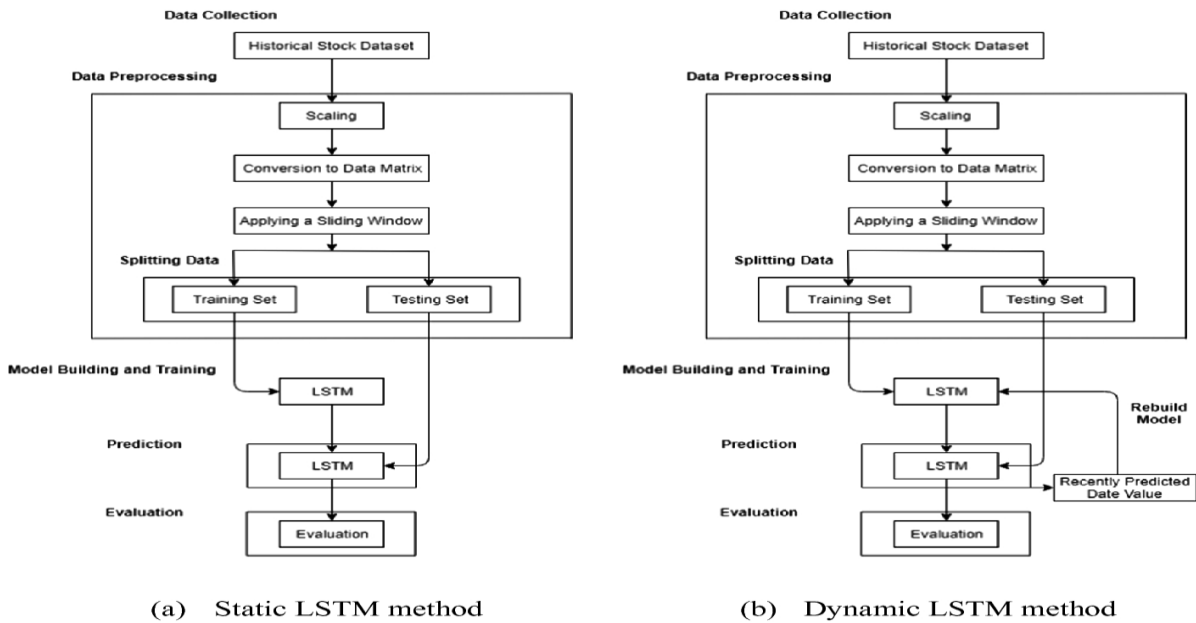 Data Collection
Historical Stock Dataset
Data Preprocessing
Scaling
Conversion to Data Matrix
Applying a Sliding Window
Splitting Data
Training Set
Testing Set
Model Building and Training
LSTM
Prediction
LSTM
Evaluation
Evaluation
(a) Static LSTM method
Data Collection
Historical Stock Dataset
Data Preprocessing
Scaling
Conversion to Data Matrix
Applying a Sliding Window
Splitting Data
Training Set
Testing Set
Model Building and Training
LSTM
Rebuild
Model
Prediction
LSTM
Recently Predicted
Date Value
Evaluation
Evaluation
(b) Dynamic LSTM method